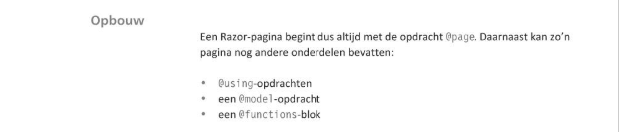 Opbouw
Een Razor-pagina begint dus altijd met de opdracht @page. Daarnaast kan zo’n
pagina nog andere onderdelen bevatten:
• @using-opdrachten
• een @model-opdracht
• een @functions-blok